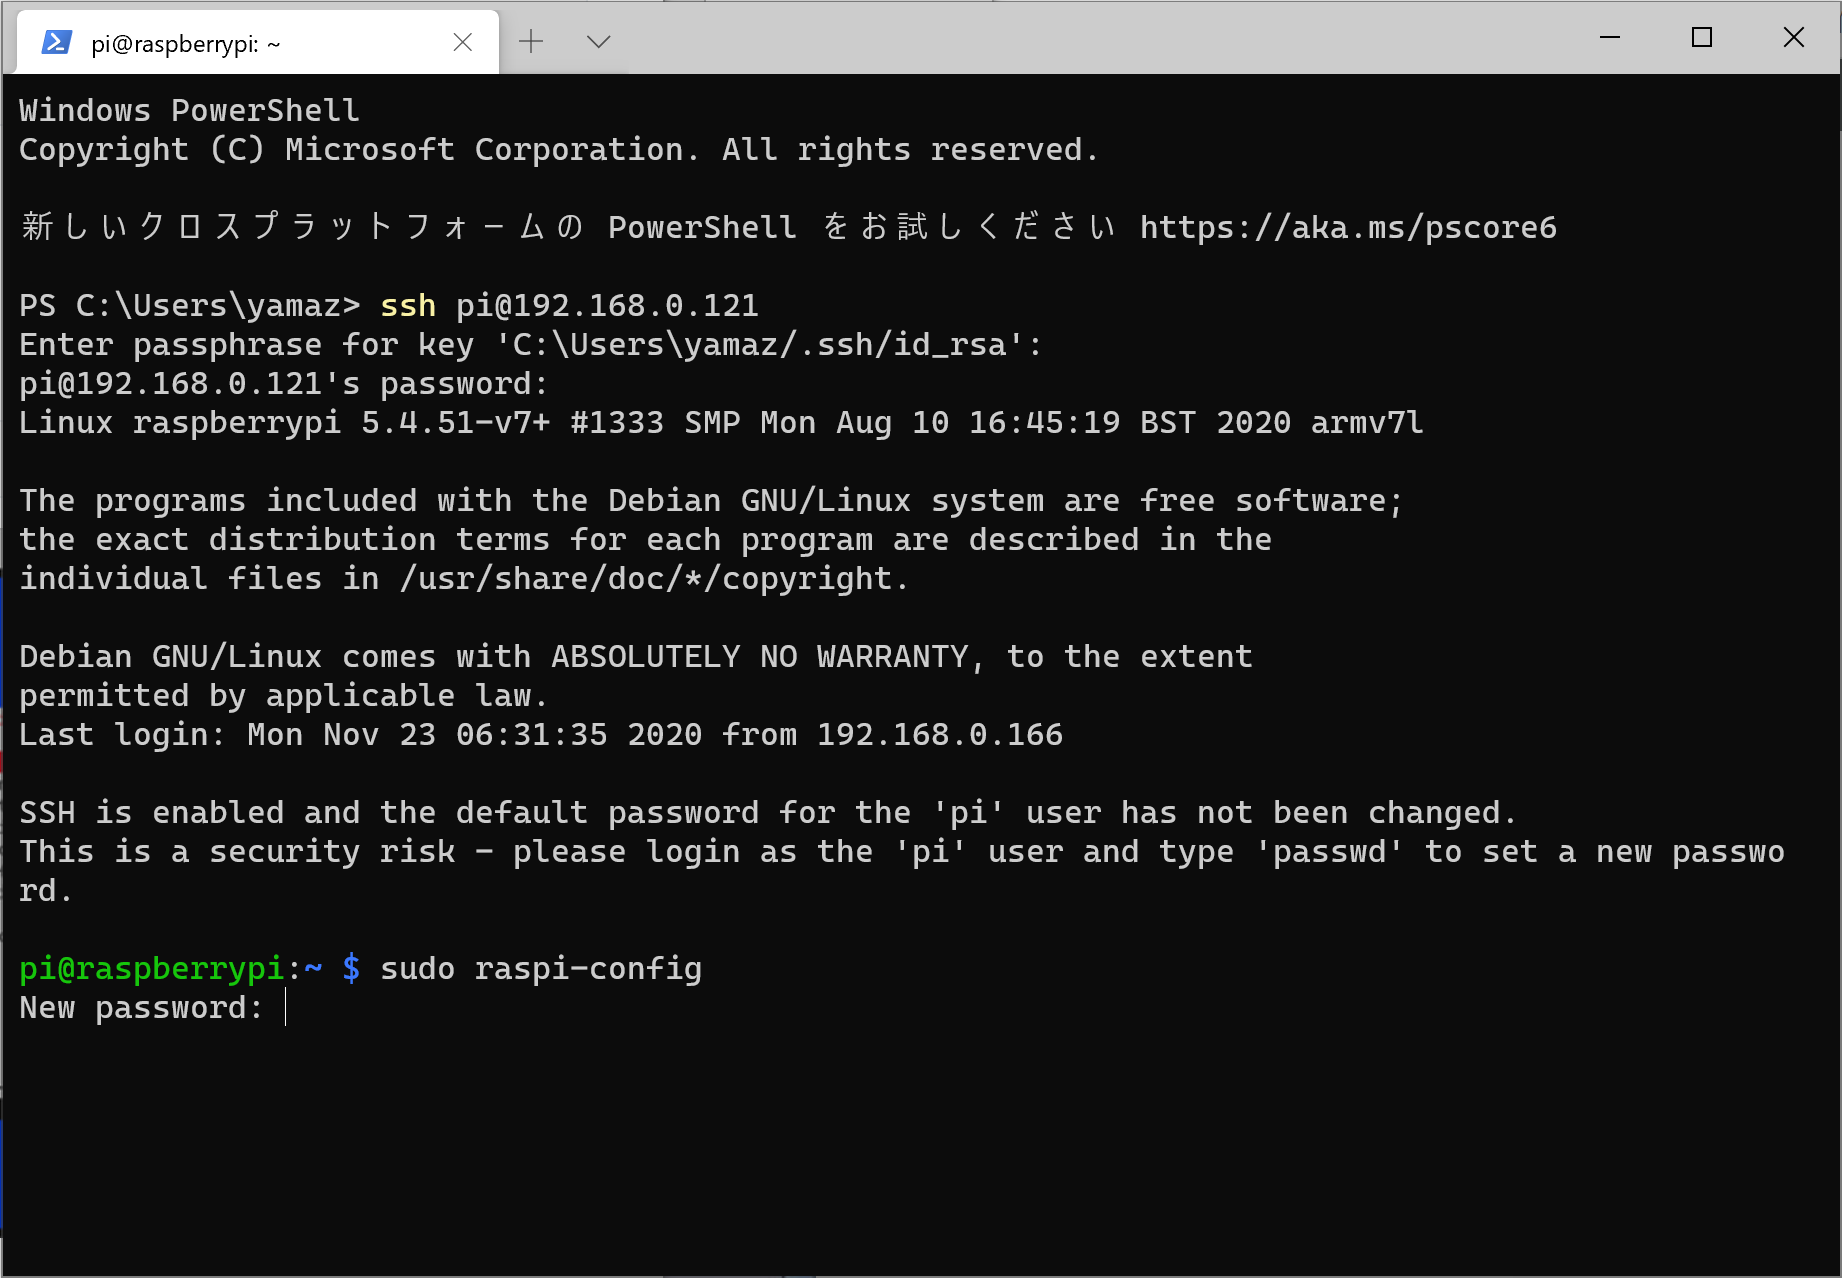 pi@raspberrypi: ~
Windows PowerShell
Copyright (C) Microsoft Corporation. All rights reserved.
新しいクロスプラットフォームの PowerShell をお試しください https://aka.ms/pscore6
PS C:\Users\yamaz> ssh pi@192.168.0.121
Enter passphrase for key 'C:\Users\yamaz/.ssh/id_rsa':
pi@192.168.0.121's password:
Linux raspberrypi 5.4.51-v7+ #1333 SMP Mon Aug 10 16:45:19 BST 2020 armv7l
The programs included with the Debian GNU/Linux system are free software;
the exact distribution terms for each program are described in the
individual files in /usr/share/doc/*/copyright.
Debian GNU/Linux comes with ABSOLUTELY NO WARRANTY, to the extent
permitted by applicable law.
Last login: Mon Nov 23 06:31:35 2020 from 192.168.0.166
SSH is enabled and the default password for the 'pi' user has not been changed.
This is a security risk - please login as the 'pi' user and type 'passwd' to set a new passwo
rd.
pi@raspberrypi:~ $ sudo raspi-config
New password: